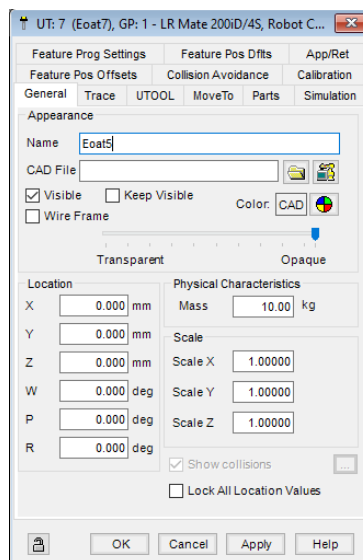 UT: 7 (Eoat7), GP: 1 - LR Mate 200iD/4S, Robot C...
Feature Prog Settings Feature Pos Dflts App/Ret
Feature Pos Offsets Collision Avoidance Calibration
General Trace UTOOL MoveTo Parts Simulation
Appearance
Name Eoat5
CAD File
Visible Keep Visible Color: CAD
Wire Frame
Transparent Opaque
Location Physical Characteristics
X 0.000 mm Mass 10.00 kg
Y 0.000 mm Scale
Z 0.000 mm Scale X 1.00000
W 0.000 deg Scale Y 1.00000
P 0.000 deg Scale Z 1.00000
R 0.000 deg
Show collisions ...
Lock All Location Values
OK Cancel Apply Help